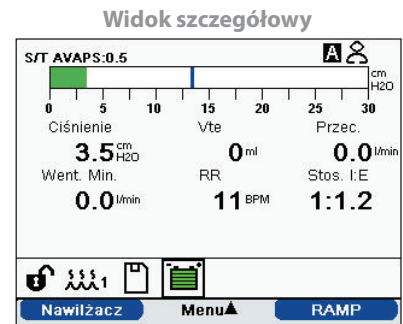 Widok szczegółowy
S/T AVAPS:0.5 A
cm H2O
0 5 10 15 20 25 30
Ciśnienie Vte Przec.
3.5 cm H2O 0 ml 0.0 l/min
Went. Min. RR Stos. I:E
0.0 l/min 11 BPM 1:1.2
1
Nawilżacz Menu RAMP